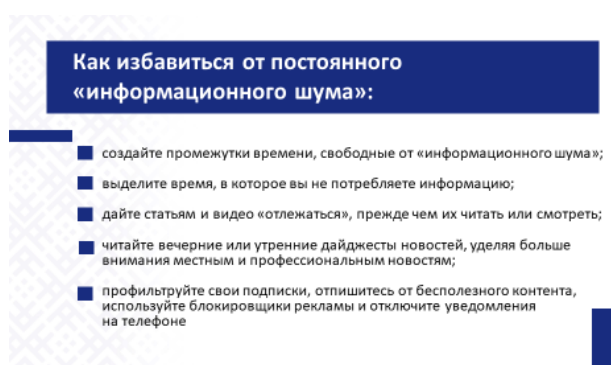 Как избавиться от постоянного
«информационного шума»:
создайте промежутки времени, свободные от «информационного шума»;
выделите время, в которое вы не потребляете информацию;
дайте статьям и видео «отлежаться», прежде чем их читать или смотреть;
читайте вечерние или утренние дайджесты новостей, уделяя больше
внимания местным и профессиональным новостям;
профильтруйте свои подписки, отпишитесь от бесполезного контента,
используйте блокировщики рекламы и отключите уведомления
на телефоне